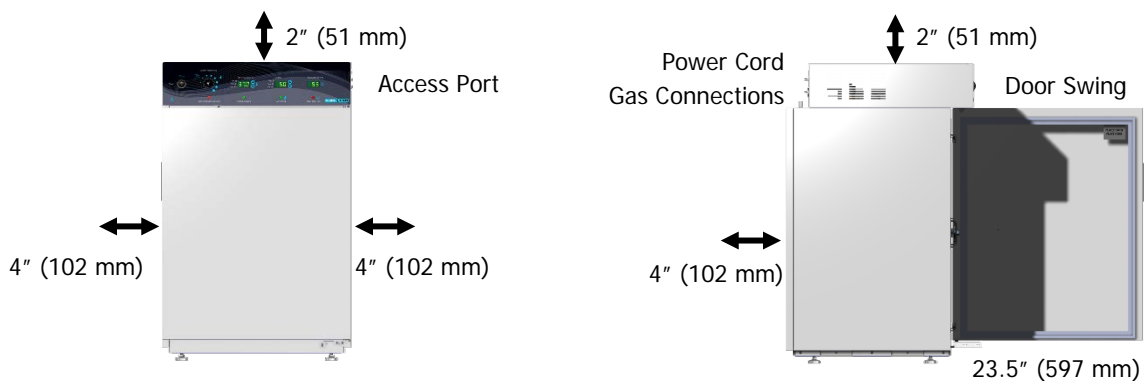 2” (51 mm)
Access Port
4” (102 mm)
4” (102 mm)
2” (51 mm)
Power Cord
Gas Connections
Door Swing
4” (102 mm)
23.5” (597 mm)